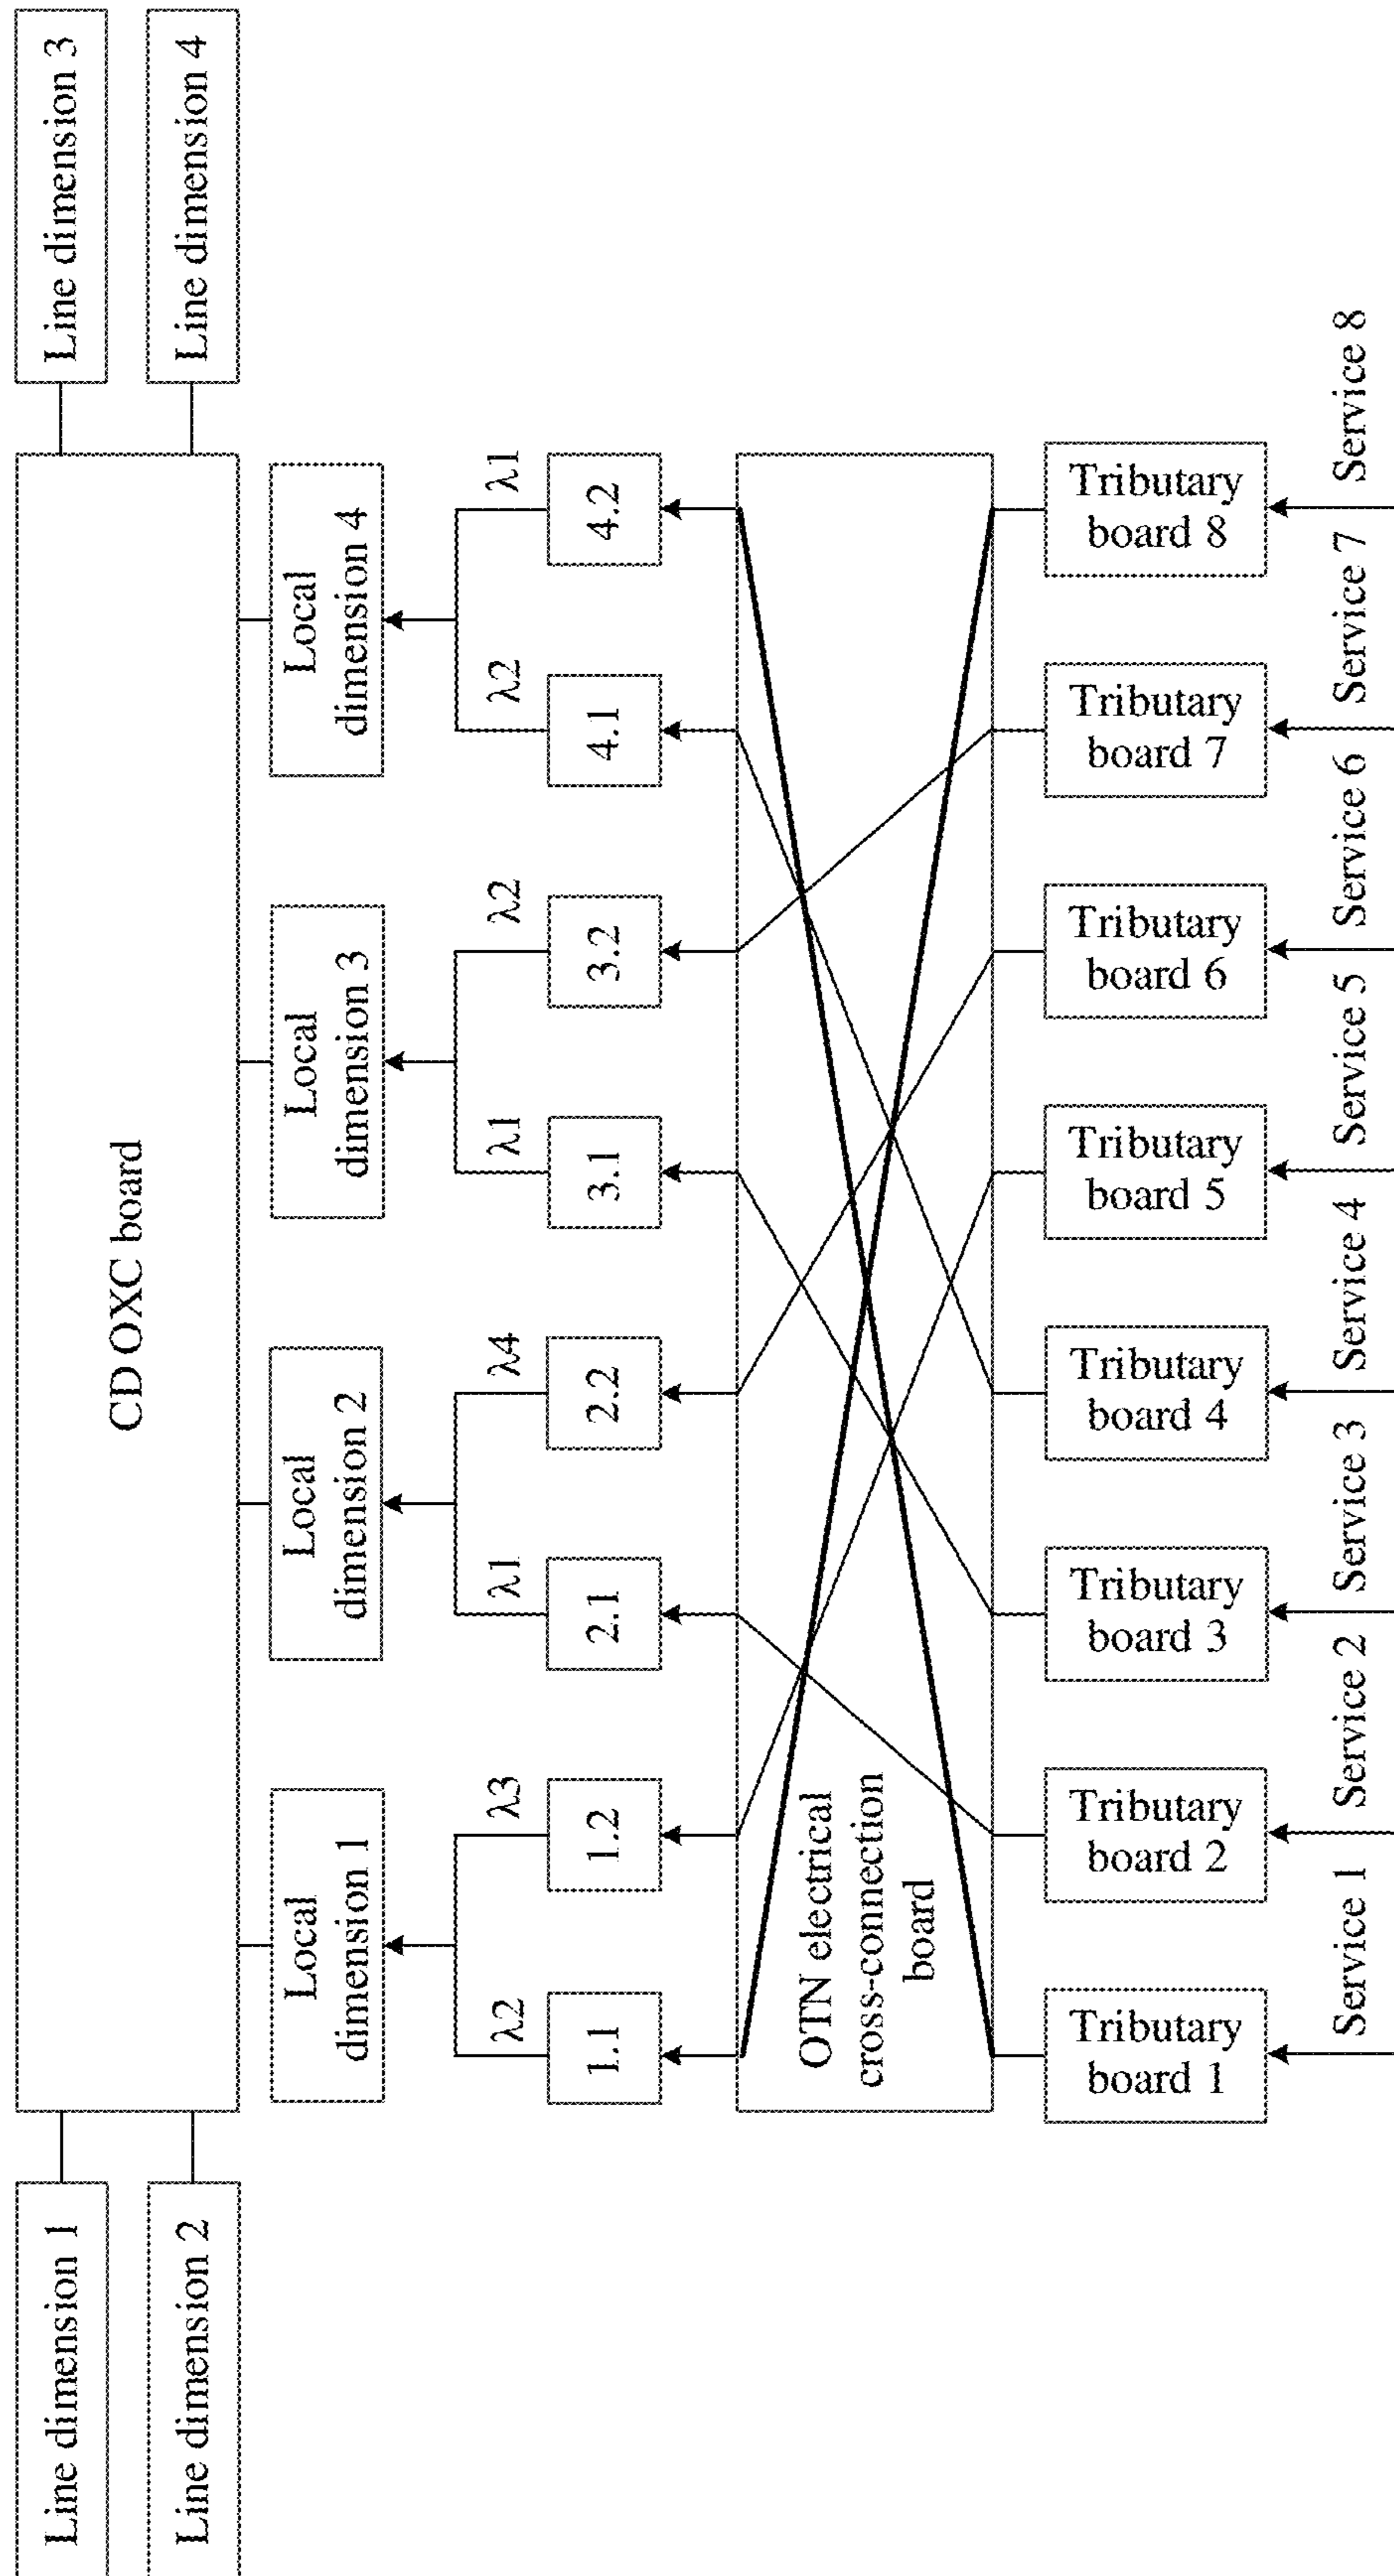 Line dimension 1
Line dimension 2
CD OXC board
Line dimension 3
Line dimension 4
Local
dimension 1
Local
dimension 2
Local
dimension 3
Local
dimension 4
λ2
λ3
λ1
λ4
λ1
λ2
λ2
λ1
1.1
1.2
2.1
2.2
3.1
3.2
4.1
4.2
OTN electrical
cross-connection
board
Tributary
board 1
Tributary
board 2
Tributary
board 3
Tributary
board 4
Tributary
board 5
Tributary
board 6
Tributary
board 7
Tributary
board 8
Service 1
Service 2
Service 3
Service 4
Service 5
Service 6
Service 7
Service 8